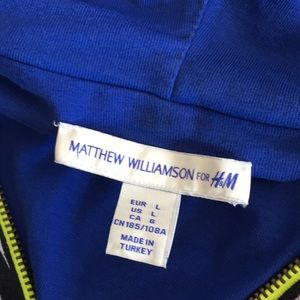 MATTHEW WILLIAMSON FOR H&M
EUR L
US L
CA G
CN185/108A
MADE IN
TURKEY